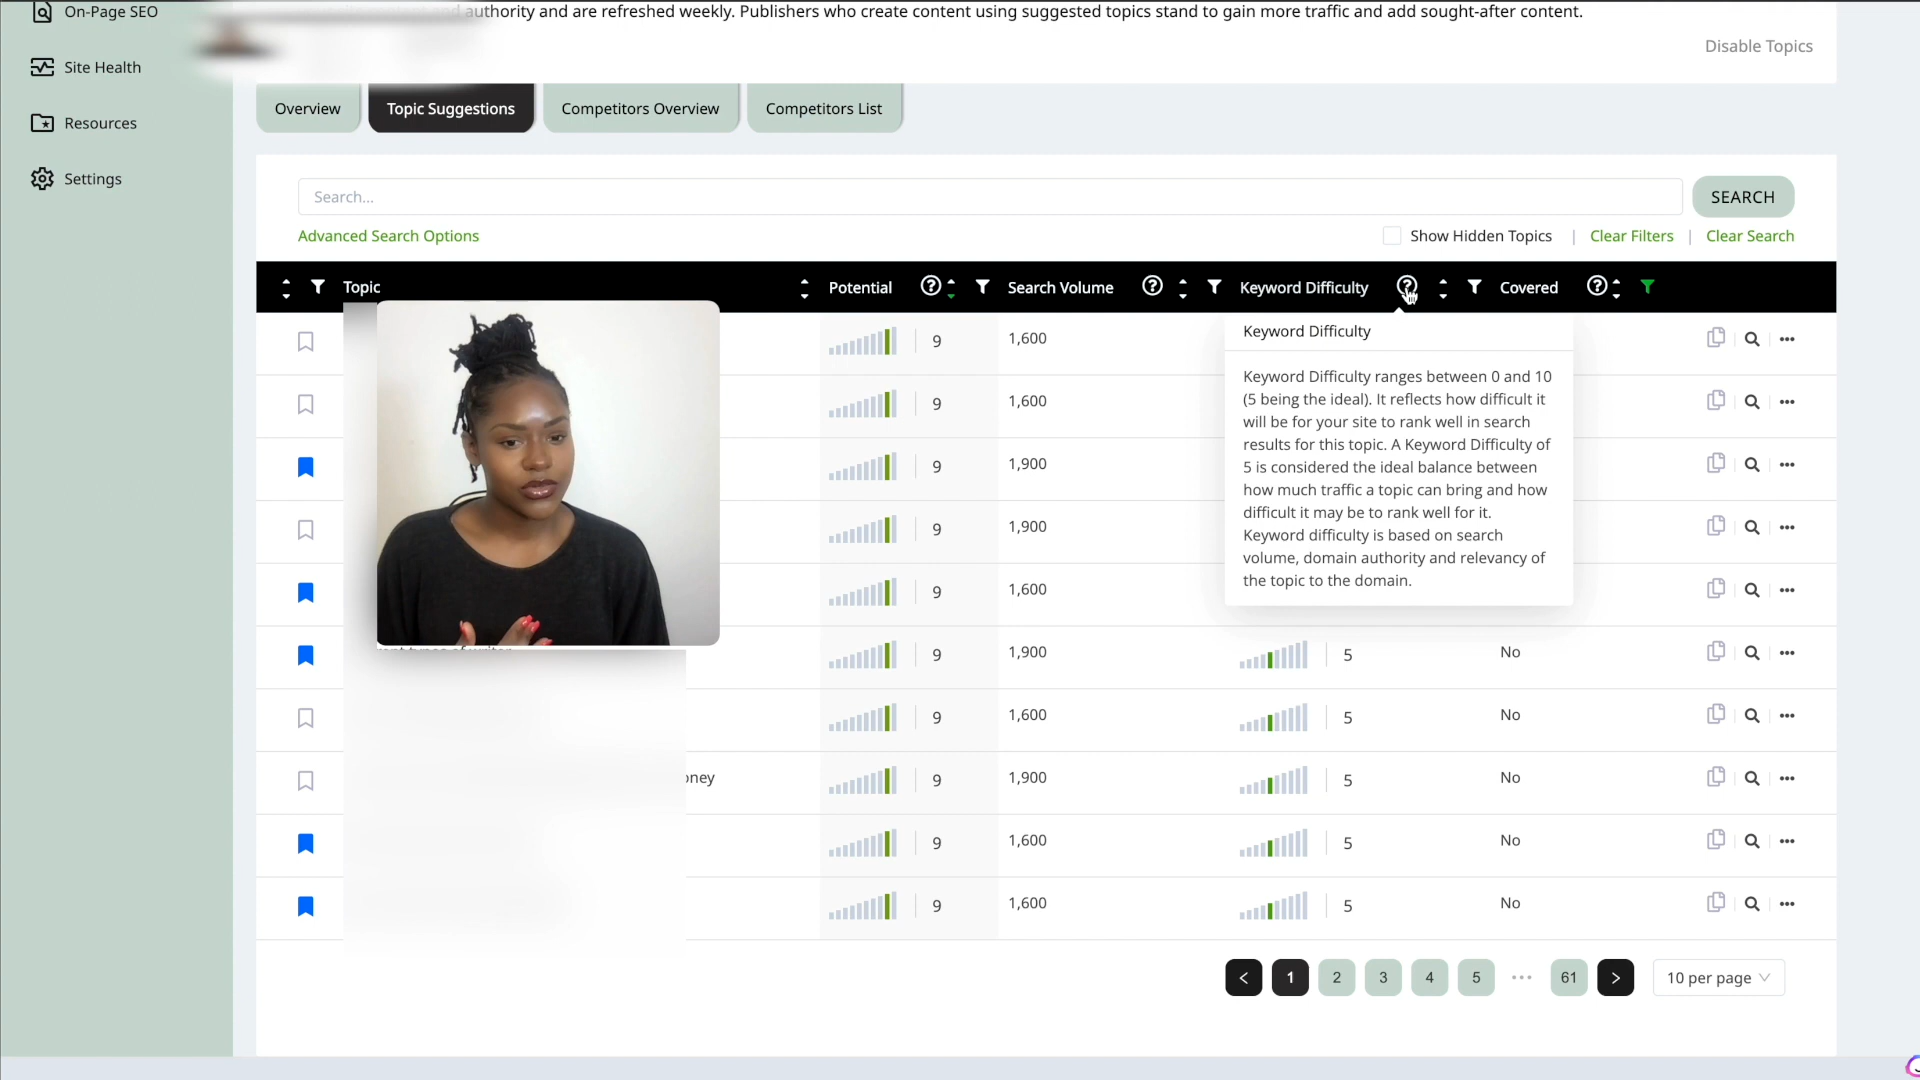 On-Page SEO
authority and are refreshed weekly. Publishers who create content using suggested topics stand to gain more traffic and add sought-after content.
Disable Topics
Site Health
Resources
Settings
Overview
Topic Suggestions
Competitors Overview
Competitors List
Search...
SEARCH
Advanced Search Options
Show Hidden Topics | Clear Filters | Clear Search
Topic Potential Search Volume Keyword Difficulty Covered
Keyword Difficulty
Keyword Difficulty ranges between 0 and 10
(5 being the ideal). It reflects how difficult it
will be for your site to rank well in search
results for this topic. A Keyword Difficulty of
5 is considered the ideal balance between
how much traffic a topic can bring and how
difficult it may be to rank well for it.
Keyword difficulty is based on search
volume, domain authority and relevancy of
the topic to the domain.
9 1,600
9 1,600
9 1,900
9 1,900
9 1,600
9 1,900 5 No
9 1,600 5 No
oney 9 1,900 5 No
9 1,600 5 No
9 1,600 5 No
< 1 2 3 4 5 ••• 61 >
10 per page